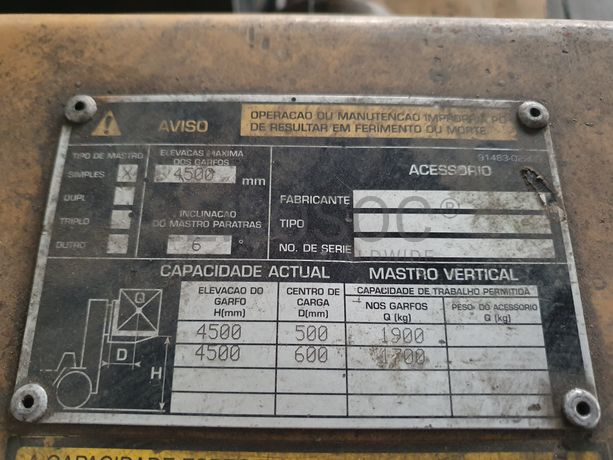 AVISO
OPERACAO OU MANUTENCAO IMPROPRIA PO
DE RESULTAR EM FERIMENTO OU MORTE.
TIPO DE MASTRO
SIMPLES X
DUPL
TRIPLO
OUTRO
ELEVACAS MAXIMA
DOS GARFOS
4500 mm
INCLINACAO
DO MASTRO PARATRAS
6 °
ACESSORIO
FABRICANTE
TIPO
NO. DE SERIE
CAPACIDADE ACTUAL MASTRO VERTICAL
ELEVACAO DO
GARFO
H(mm)
CENTRO DE
CARGA
D(mm)
CAPACIDADE DE TRABALHO PERMITIDA
NOS GARFOS
Q (kg)
PESO DO ACESSORIO
Q (kg)
4500 500 1900
4500 600 1700
Q
D
H